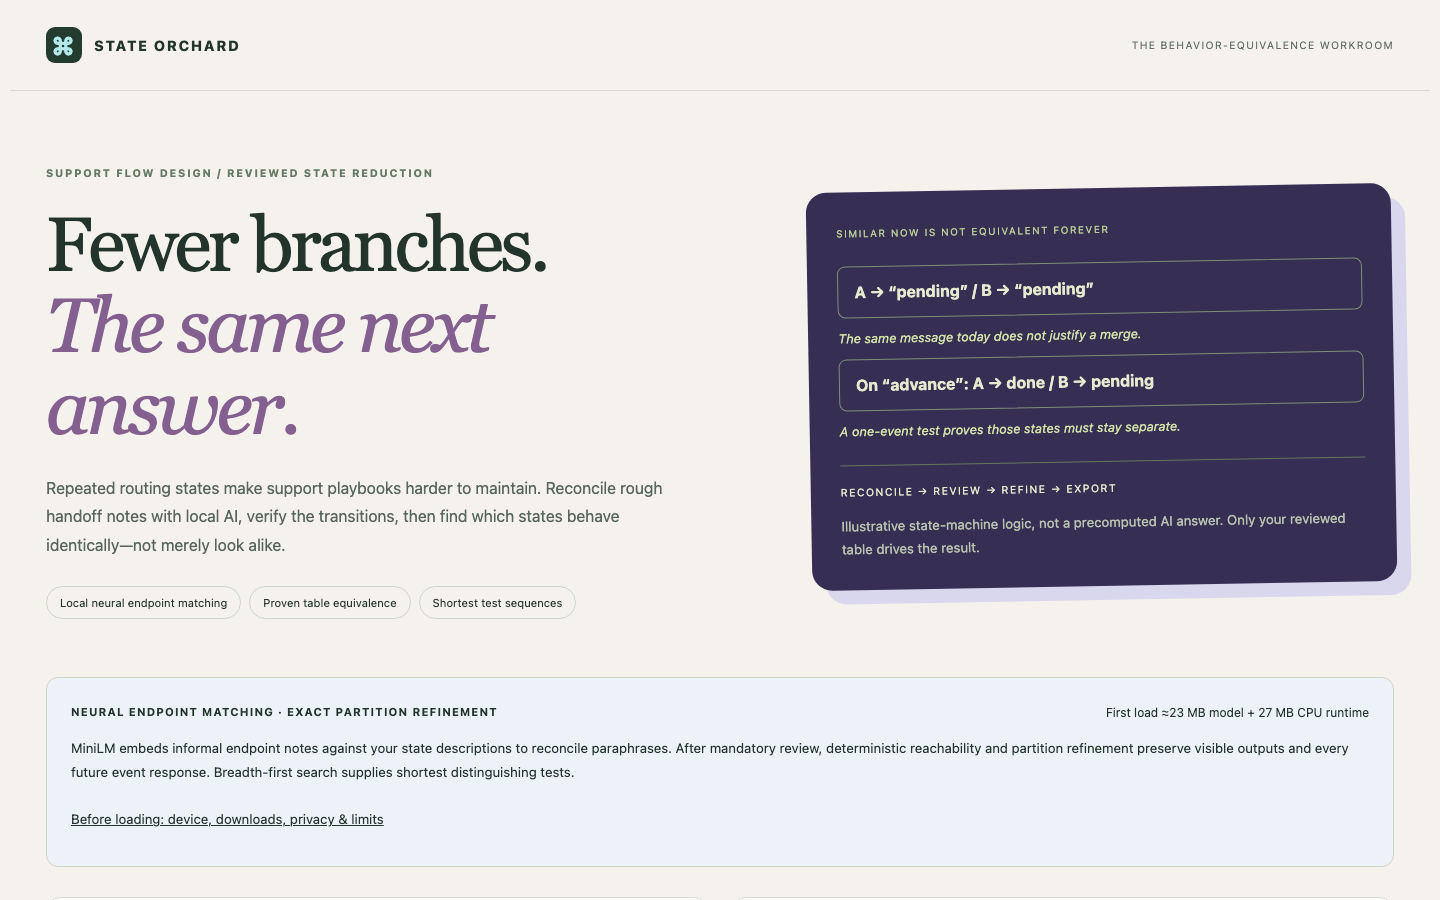 STATE ORCHARD
THE BEHAVIOR-EQUIVALENCE WORKROOM
SUPPORT FLOW DESIGN / REVIEWED STATE REDUCTION
Fewer branches.
The same next
answer.
Repeated routing states make support playbooks harder to maintain. Reconcile rough
handoff notes with local AI, verify the transitions, then find which states behave
identically—not merely look alike.
Local neural endpoint matching
Proven table equivalence
Shortest test sequences
SIMILAR NOW IS NOT EQUIVALENT FOREVER
A → “pending” / B → “pending”
The same message today does not justify a merge.
On “advance”: A → done / B → pending
A one-event test proves those states must stay separate.
RECONCILE → REVIEW → REFINE → EXPORT
Illustrative state-machine logic, not a precomputed AI answer. Only your reviewed
table drives the result.
NEURAL ENDPOINT MATCHING · EXACT PARTITION REFINEMENT
First load ≈23 MB model + 27 MB CPU runtime
MiniLM embeds informal endpoint notes against your state descriptions to reconcile paraphrases. After mandatory review, deterministic reachability and partition refinement preserve visible outputs and every
future event response. Breadth-first search supplies shortest distinguishing tests.
Before loading: device, downloads, privacy & limits